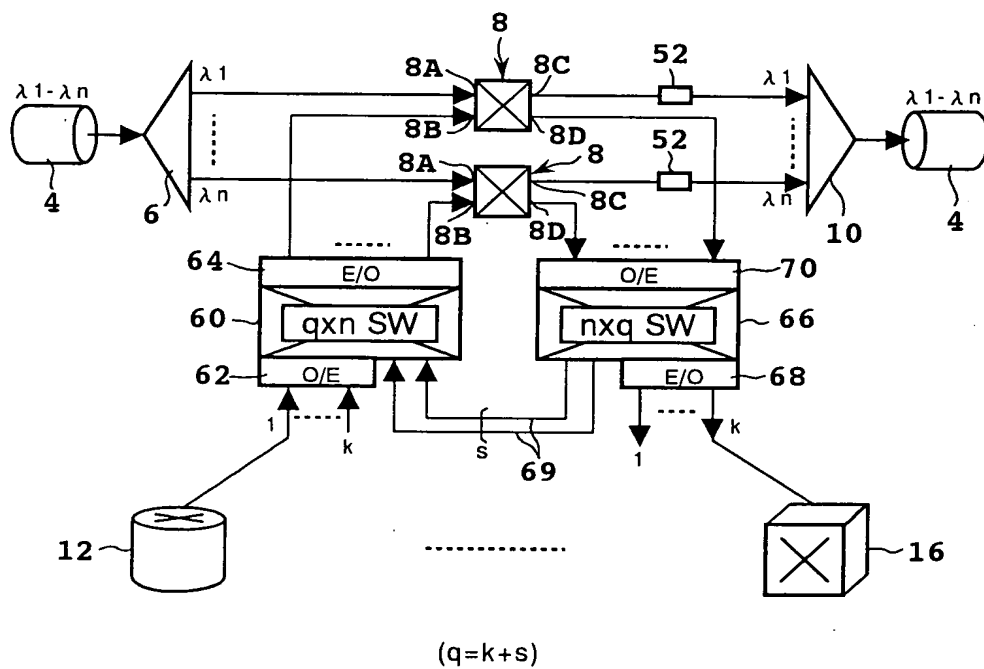 8
8A 8C 52
λ1-λn λ1 λ1 λ1-λn
8B 8D
8A 8 52
4 6 λn 8C λn 10 4
8B 8D
64 E/O O/E 70
60 qxn SW nxq SW 66
62 O/E E/O 68
1 k s 69 1 k
12 16
(q=k+s)